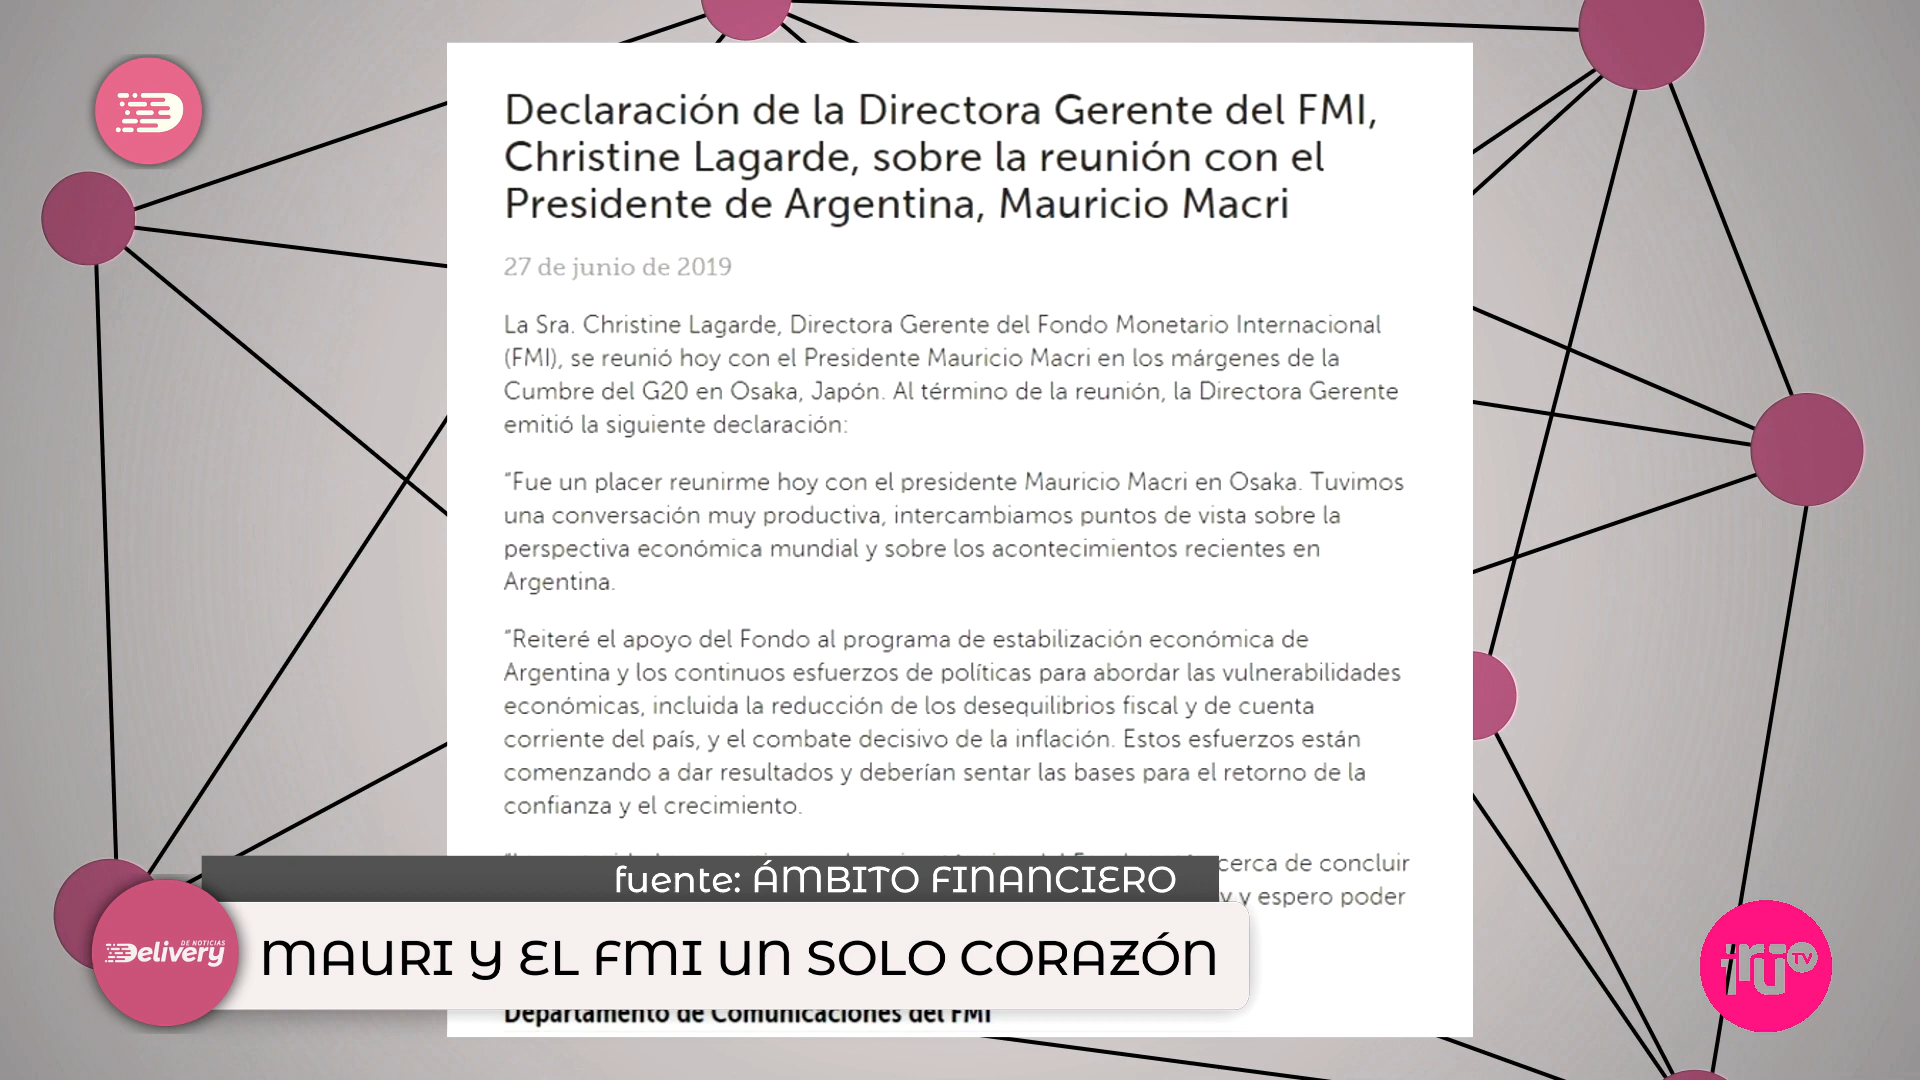 Declaración de la Directora Gerente del FMI,
Christine Lagarde, sobre la reunión con el
Presidente de Argentina, Mauricio Macri
27 de junio de 2019
La Sra. Christine Lagarde, Directora Gerente del Fondo Monetario Internacional
(FMI), se reunió hoy con el Presidente Mauricio Macri en los márgenes de la
Cumbre del G20 en Osaka, Japón. Al término de la reunión, la Directora Gerente
emitió la siguiente declaración:
“Fue un placer reunirme hoy con el presidente Mauricio Macri en Osaka. Tuvimos
una conversación muy productiva, intercambiamos puntos de vista sobre la
perspectiva económica mundial y sobre los acontecimientos recientes en
Argentina.
“Reiteré el apoyo del Fondo al programa de estabilización económica de
Argentina y los continuos esfuerzos de políticas para abordar las vulnerabilidades
económicas, incluida la reducción de los desequilibrios fiscal y de cuenta
corriente del país, y el combate decisivo de la inflación. Estos esfuerzos están
comenzando a dar resultados y deberían sentar las bases para el retorno de la
confianza y el crecimiento.
cerca de concluir
y espero poder
fuente: ÁMBITO FINANCIERO
DE NOTICIAS
Delivery
MAURI Y EL FMI UN SOLO CORAZÓN
Departamento de Comunicaciones del FMI
irü TV